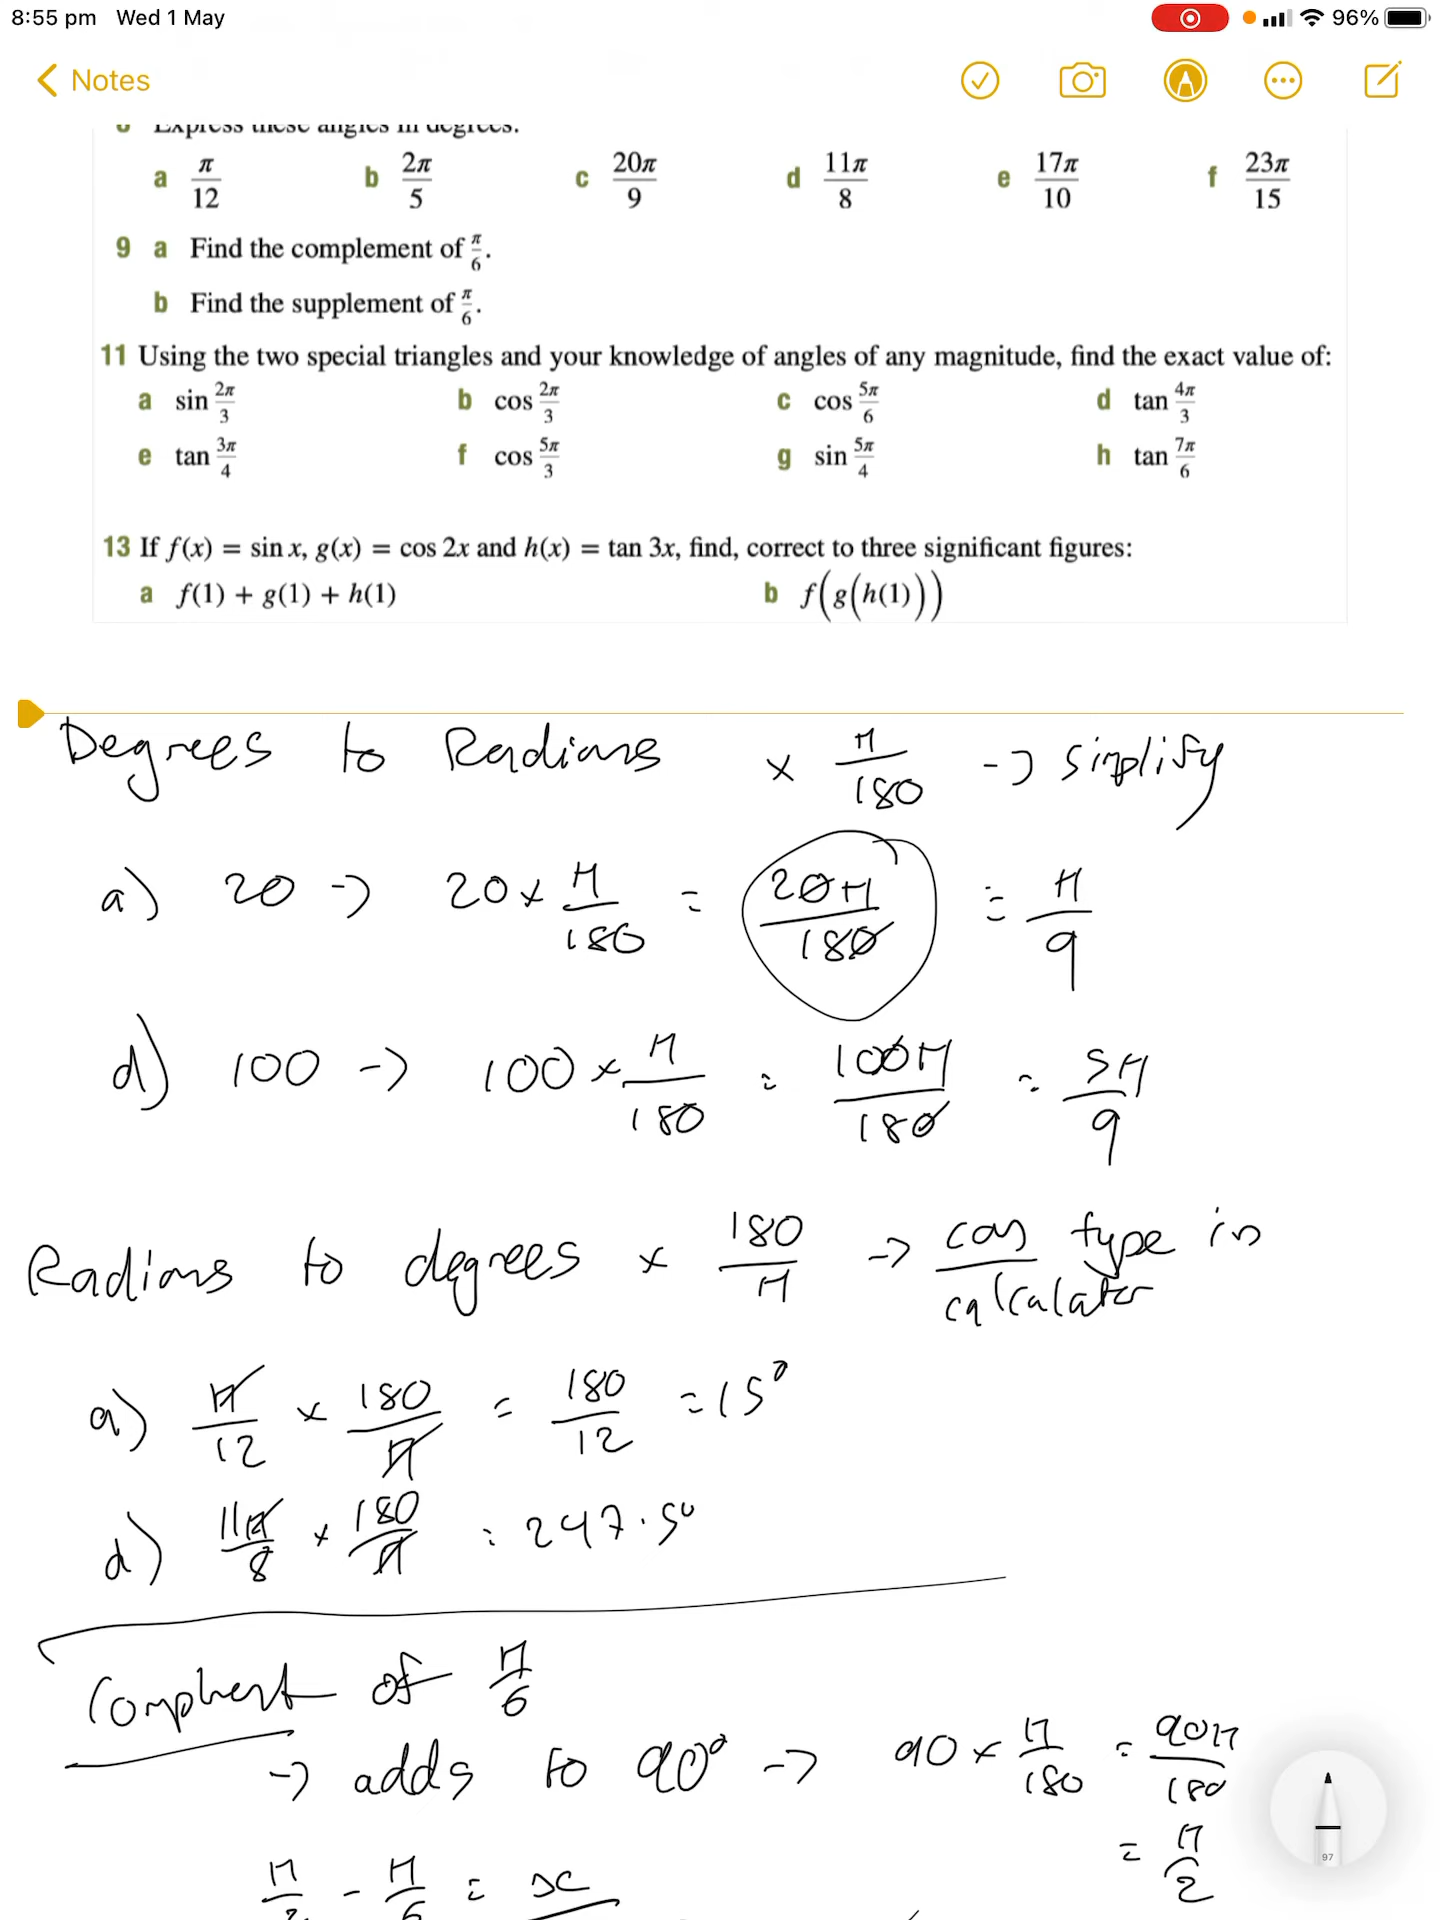 8:55 pm Wed 1 May 96%
Notes
8 Express these angles in degrees.
a π/12 b 2π/5 c 20π/9 d 11π/8 e 17π/10 f 23π/15
9 a Find the complement of π/6.
b Find the supplement of π/6.
11 Using the two special triangles and your knowledge of angles of any magnitude, find the exact value of:
a sin 2π/3 b cos 2π/3 c cos 5π/6 d tan 4π/3
e tan 3π/4 f cos 5π/3 g sin 5π/4 h tan 7π/6
13 If f(x) = sin x, g(x) = cos 2x and h(x) = tan 3x, find, correct to three significant figures:
a f(1) + g(1) + h(1) b f(g(h(1)))
Degrees to Radians × π/180 → simplify
a) 20 → 20 × π/180 = 20π/180 = π/9
d) 100 → 100 × π/180 = 100π/180 = 5π/9
Radians to degrees × 180/π → can type in
calculator
a) π/12 × 180/π = 180/12 = 15°
d) 11π/8 × 180/π = 247.5°
of π/6
→ adds to 90° → 90 × π/180 = 90π/180
= π/2
π/2 - π/6 = x
97